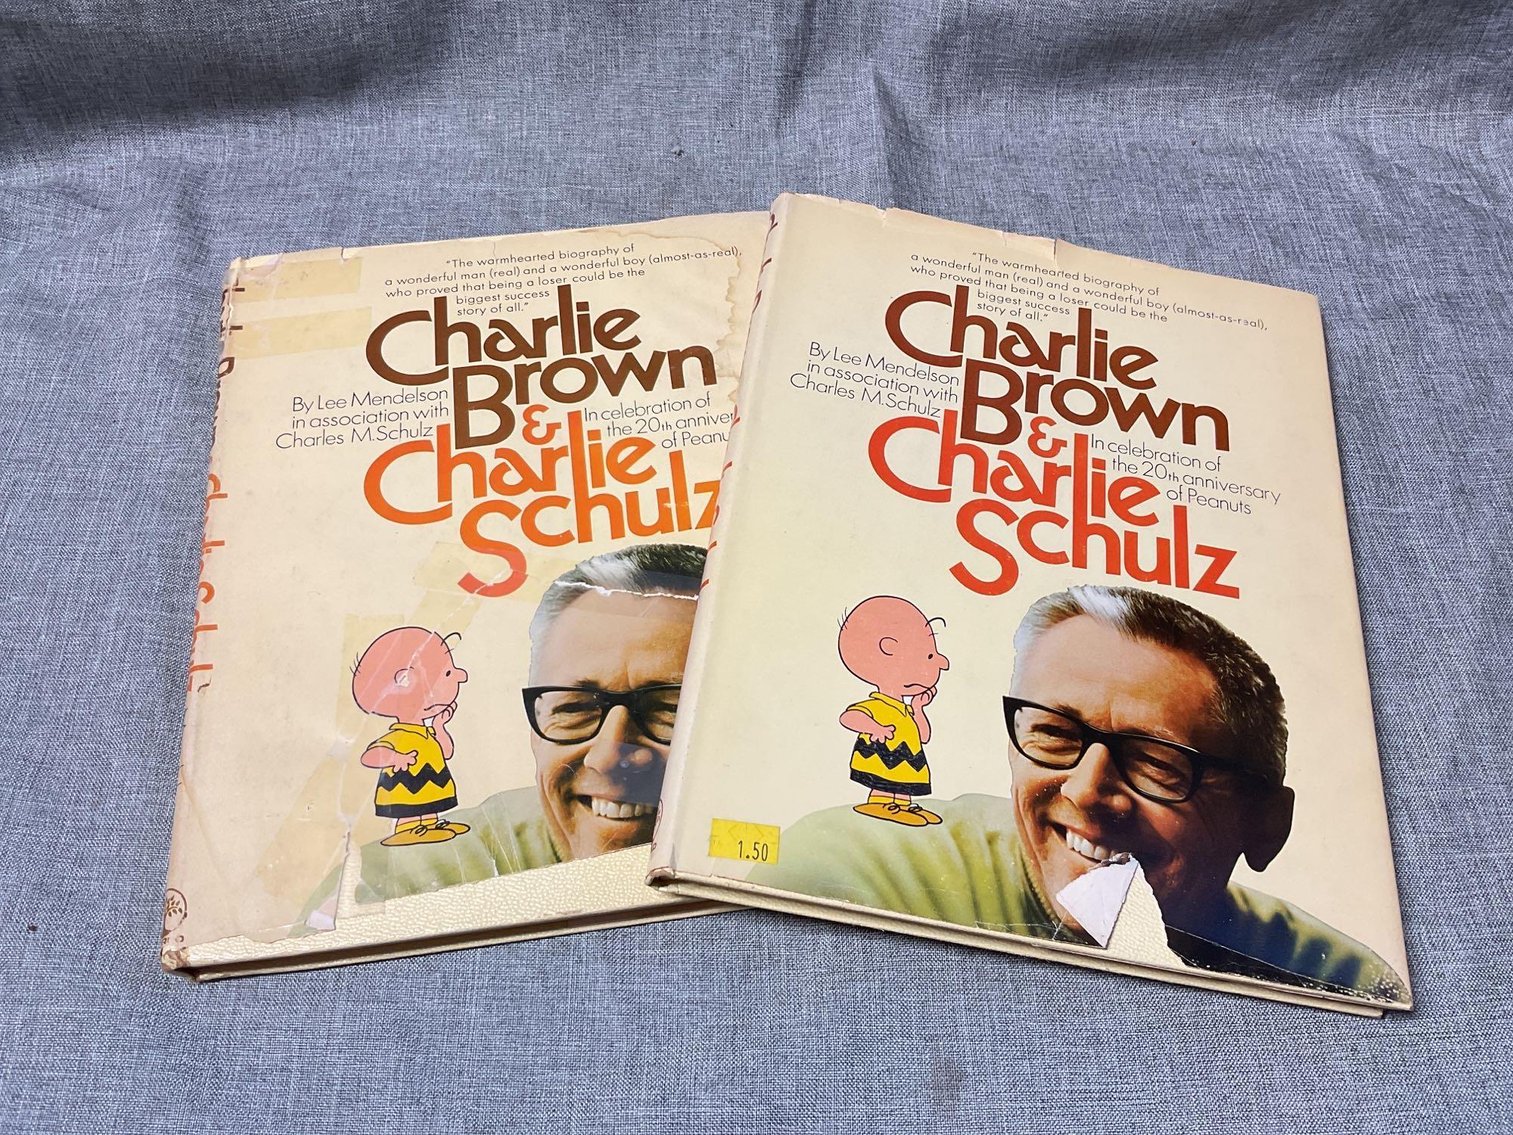 "The warmhearted biography of
a wonderful man (real) and a wonderful boy (almost-as-real),
who proved that being a loser could be the
biggest success
story of all."
Charlie
Brown
By Lee Mendelson
in association with
Charles M. Schulz
&
In celebration of
the 20th annive
of Peanu
Charlie
Schulz
"The warmhearted biography of
a wonderful man (real) and a wonderful boy (almost-as-real),
who proved that being a loser could be the
biggest success
story of all."
Charlie
Brown
By Lee Mendelson
in association with
Charles M. Schulz
&
In celebration of
the 20th anniversary
of Peanuts
Charlie
Schulz
1.50